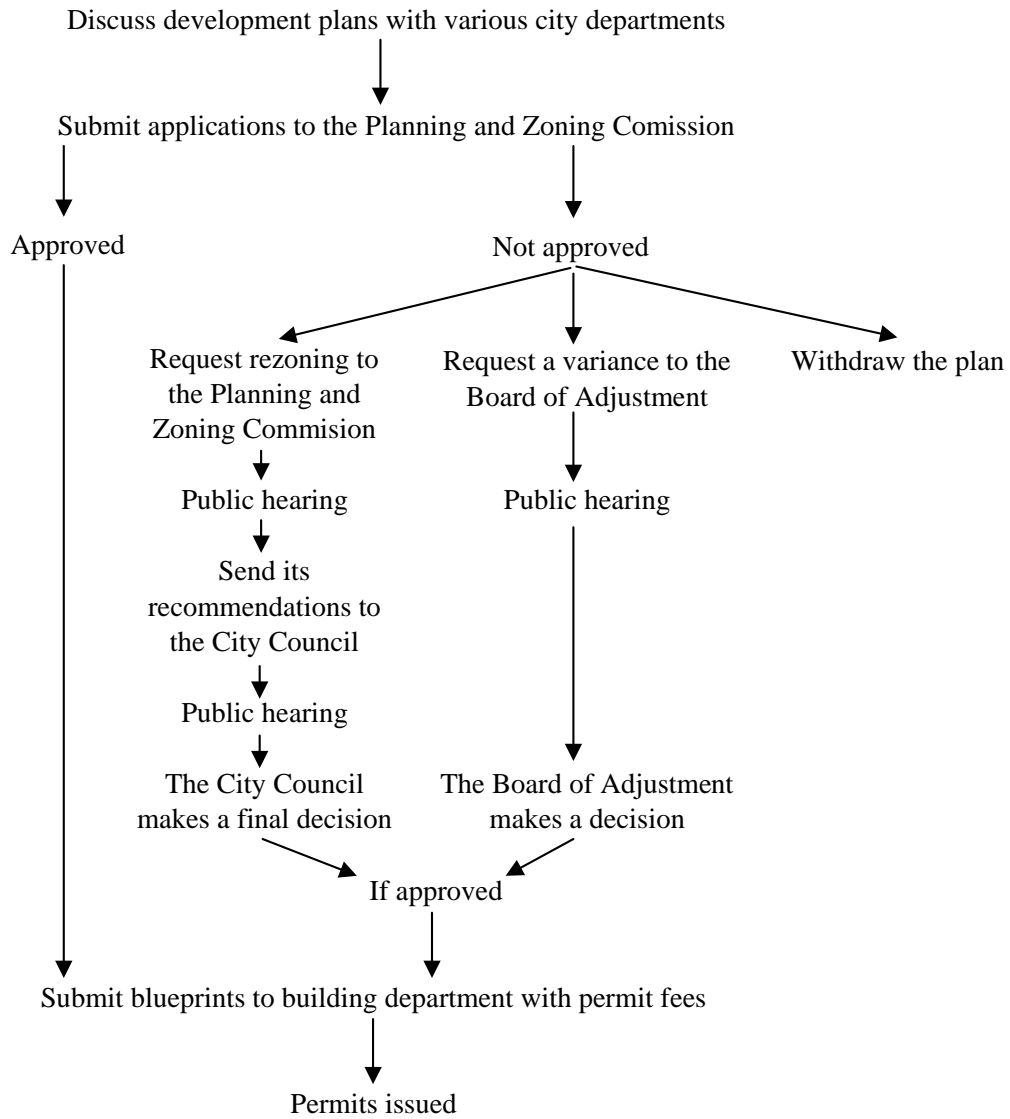 Discuss development plans with various city departments
Submit applications to the Planning and Zoning Comission
Approved
Not approved
Request rezoning to
the Planning and
Zoning Commision
Request a variance to the
Board of Adjustment
Withdraw the plan
Public hearing
Public hearing
Send its
recommendations to
the City Council
Public hearing
The City Council
makes a final decision
The Board of Adjustment
makes a decision
If approved
Submit blueprints to building department with permit fees
Permits issued